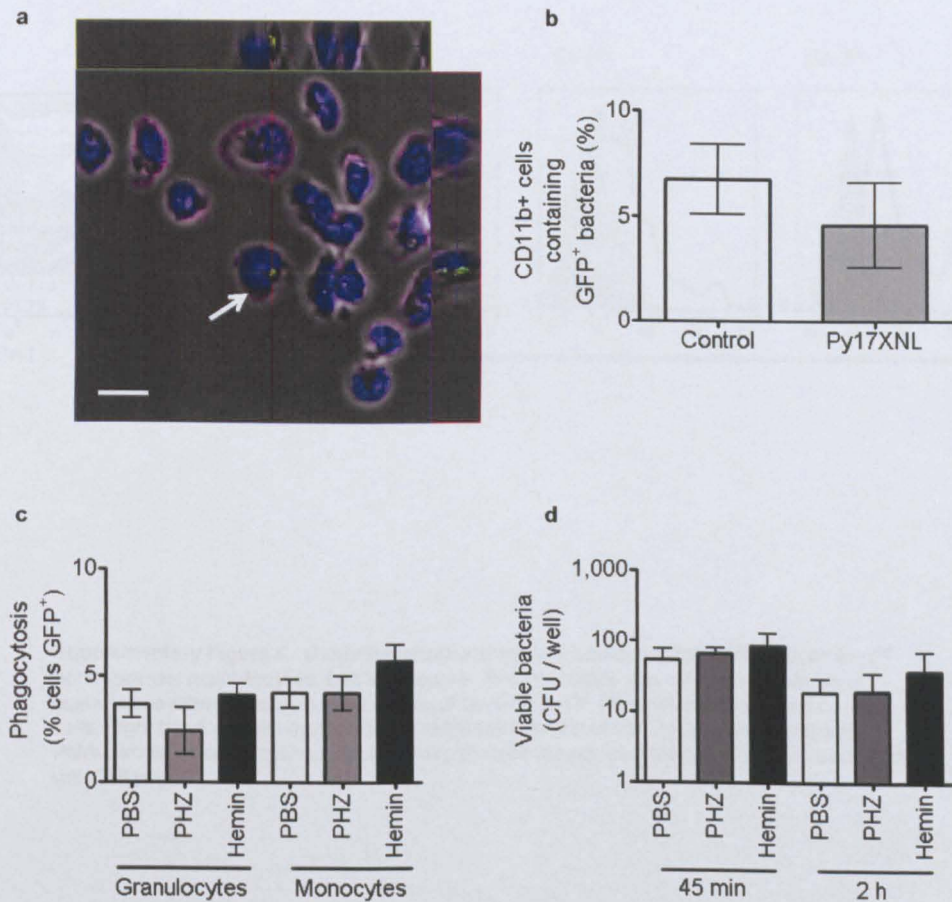 a
b
CD11b+ cells
containing
GFP+ bacteria (%)
10
5
0
Control
Py17XNL
c
Phagocytosis
(% cells GFP+)
10
5
0
PBS
PHZ
Hemin
PBS
PHZ
Hemin
Granulocytes
Monocytes
d
Viable bacteria
(CFU / well)
1,000
100
10
1
PBS
PHZ
Hemin
PBS
PHZ
Hemin
45 min
2 h